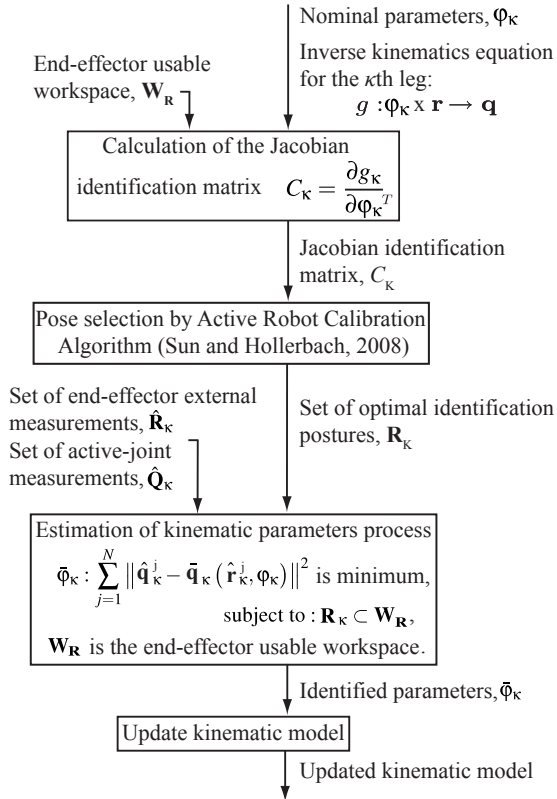 Nominal parameters, φκ
Inverse kinematics equation
for the κth leg:
g : φκ x r → q
End-effector usable
workspace, W_R
Calculation of the Jacobian
identification matrix C_κ = ∂g_κ / ∂φ_κ^T
Jacobian identification
matrix, C_K
Pose selection by Active Robot Calibration
Algorithm (Sun and Hollerbach, 2008)
Set of end-effector external
measurements, R̂_κ
Set of active-joint
measurements, Q̂_κ
Set of optimal identification
postures, R_K
Estimation of kinematic parameters process
φ̄_κ : ∑_{j=1}^{N} ‖q̂_κ^j − q̄_κ (r̂_κ^j, φ_κ)‖² is minimum,
subject to : R_κ ⊂ W_R,
W_R is the end-effector usable workspace.
Identified parameters, φ̄_κ
Update kinematic model
Updated kinematic model